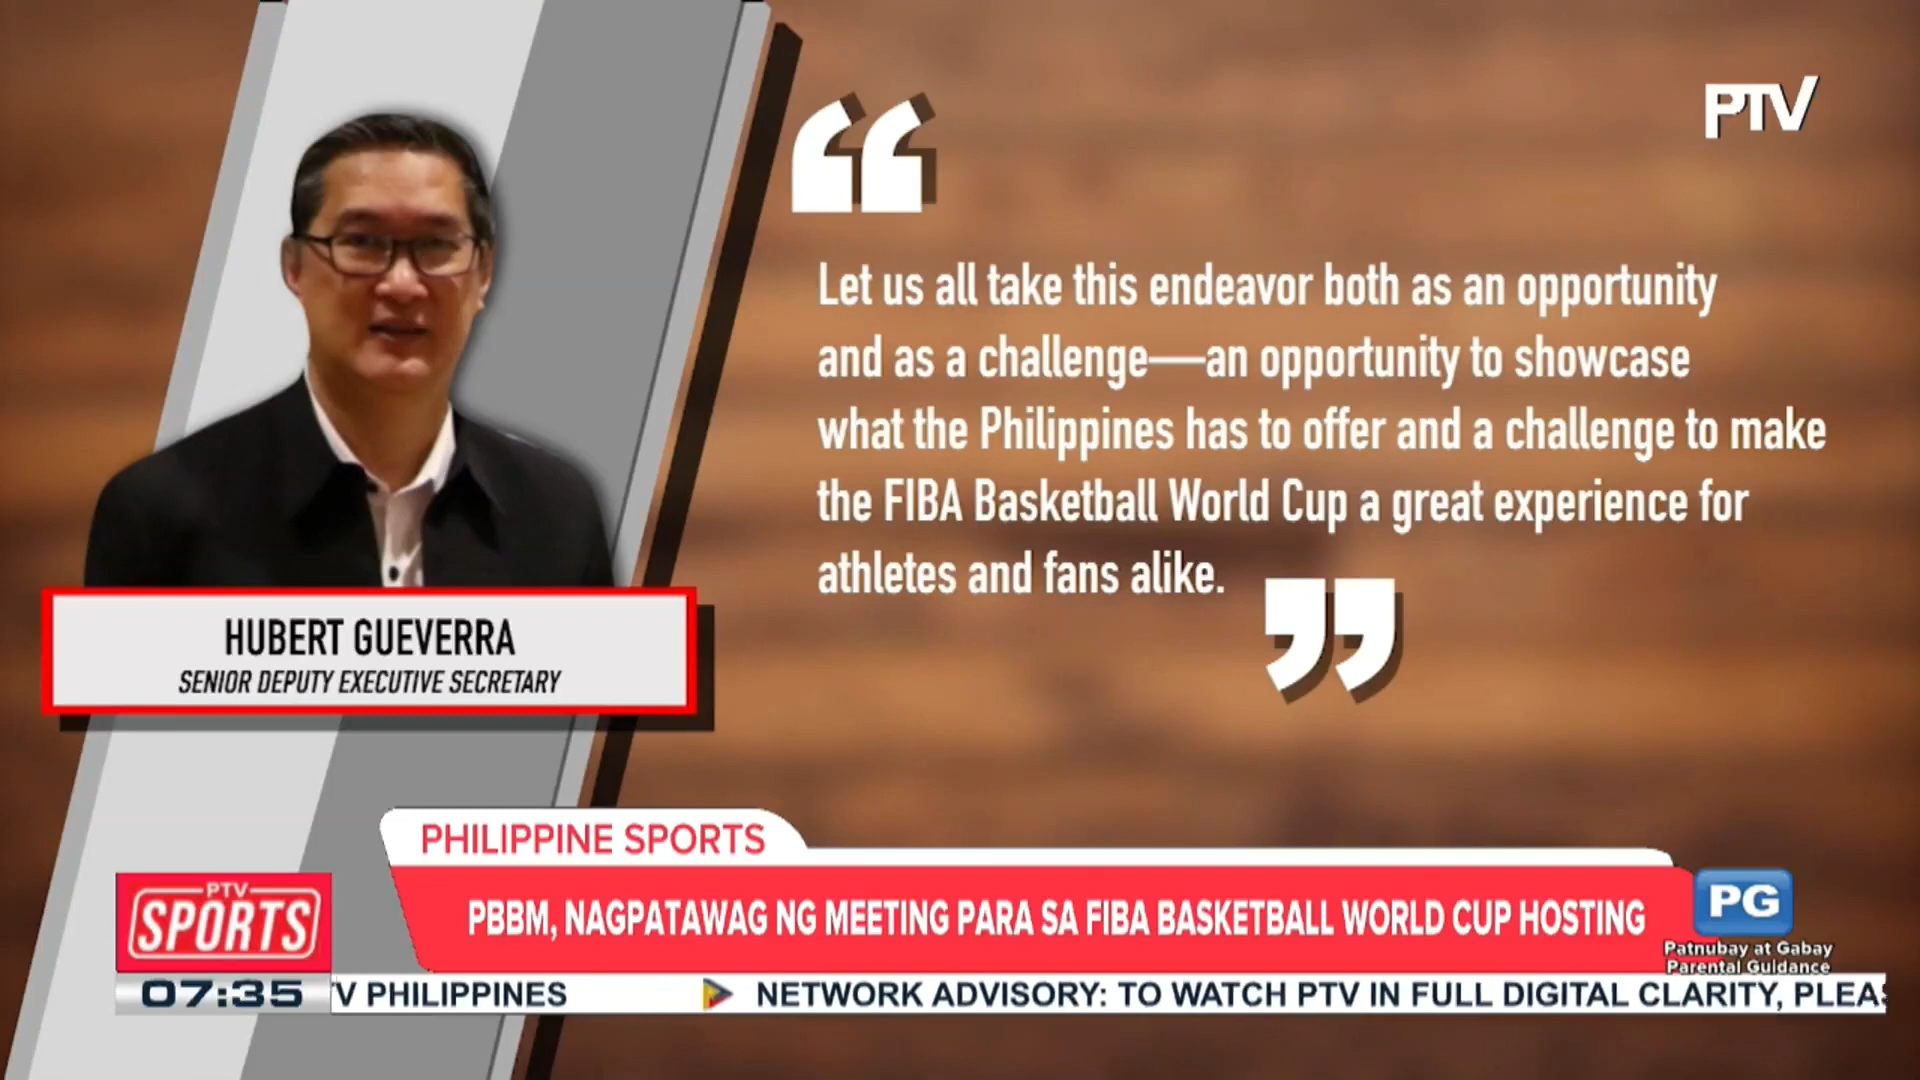 PTV
Let us all take this endeavor both as an opportunity
and as a challenge—an opportunity to showcase
what the Philippines has to offer and a challenge to make
the FIBA Basketball World Cup a great experience for
athletes and fans alike.
HUBERT GUEVERRA
SENIOR DEPUTY EXECUTIVE SECRETARY
PHILIPPINE SPORTS
PBBM, NAGPATAWAG NG MEETING PARA SA FIBA BASKETBALL WORLD CUP HOSTING
PTV
SPORTS
PG
Patnubay at Gabay
Parental Guidance
07:35
V PHILIPPINES NETWORK ADVISORY: TO WATCH PTV IN FULL DIGITAL CLARITY, PLEAS